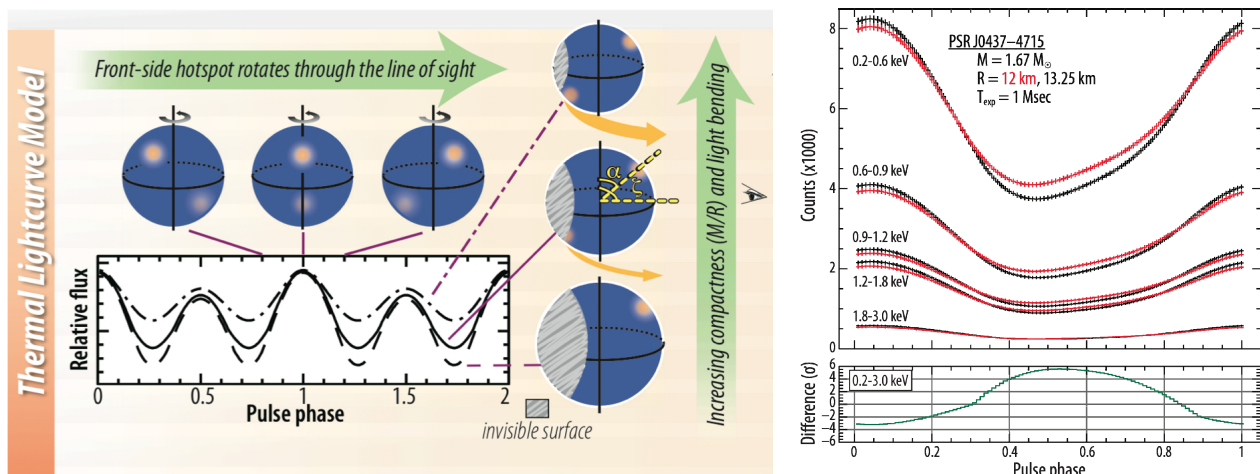 Thermal Lightcurve Model
Front-side hotspot rotates through the line of sight
α
ζ
Increasing compactness (M/R) and light bending
Relative flux
0
0.5
1.0
1.5
2
Pulse phase
invisible surface
PSR J0437–4715
M = 1.67 M☉
R = 12 km, 13.25 km
Texp = 1 Msec
0.2-0.6 keV
0.6-0.9 keV
0.9-1.2 keV
1.2-1.8 keV
1.8-3.0 keV
Counts (x1000)
8
6
4
2
0
0.2-3.0 keV
Difference (σ)
6
4
2
0
−2
−4
−6
0
0.2
0.4
0.6
0.8
1
Pulse phase